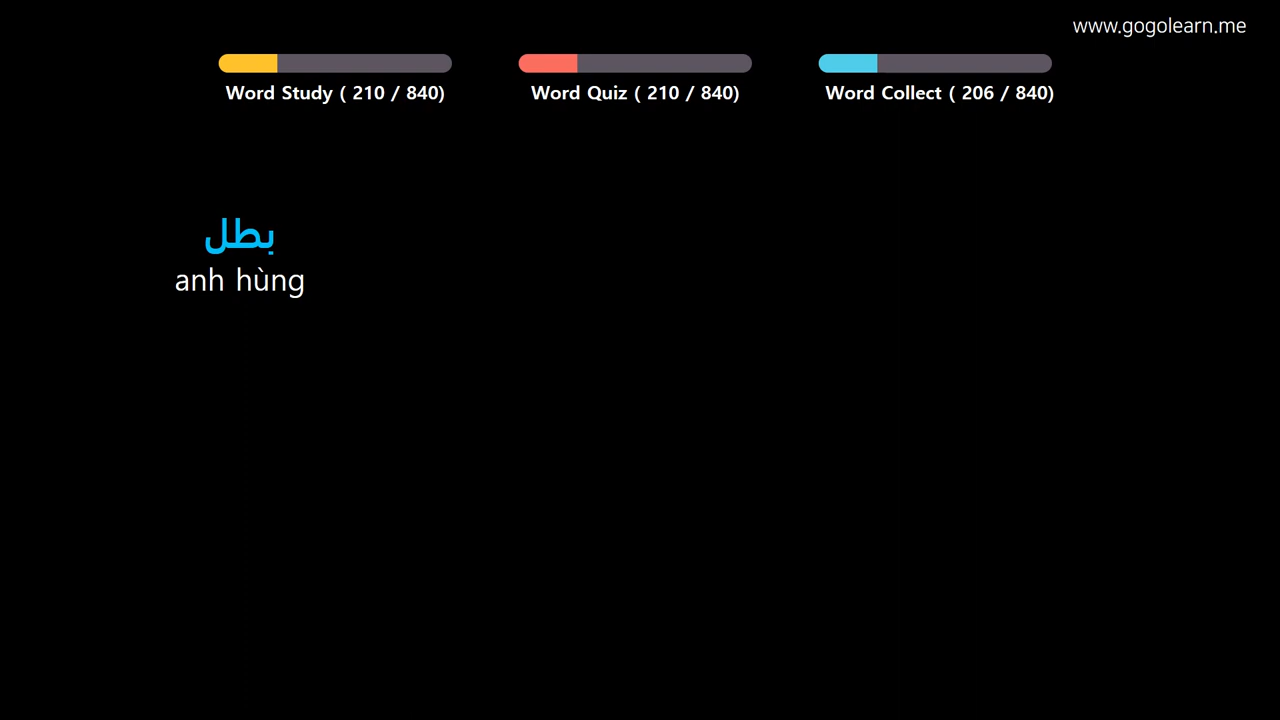 www.gogolearn.me
Word Study ( 210 / 840)
Word Quiz ( 210 / 840)
Word Collect ( 206 / 840)
بطل
anh hùng